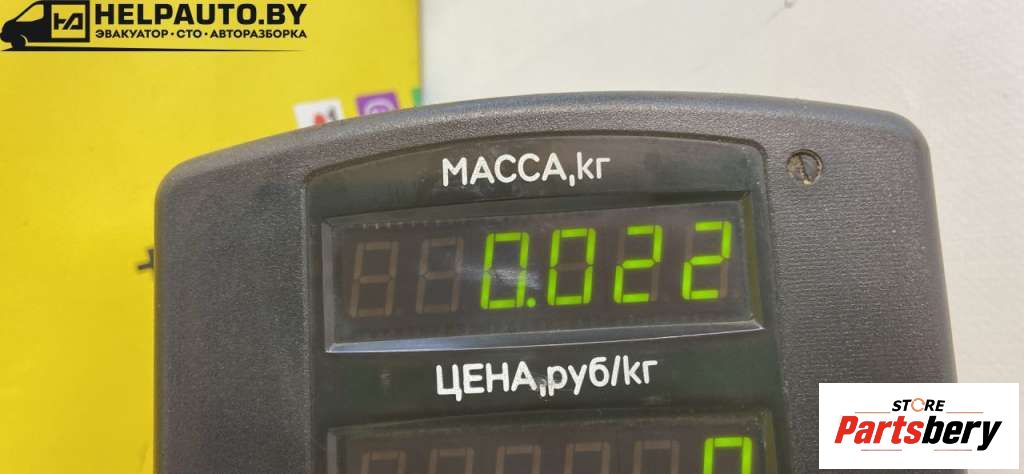 HELPAUTO.BY
ЭВАКУАТОР • СТО • АВТОРАЗБОРКА
МАССА,кг
0.022
ЦЕНА,руб/кг
0
STORE
Partsbery